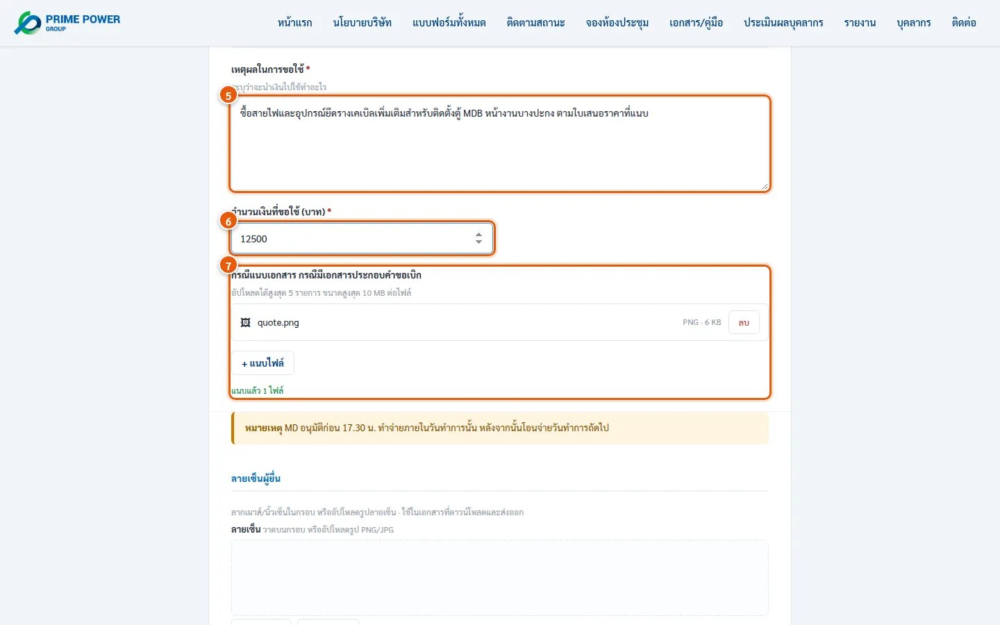 PRIME POWER
GROUP
หน้าแรก นโยบายบริษัท แบบฟอร์มทั้งหมด ติดตามสถานะ จองห้องประชุม เอกสาร/คู่มือ ประเมินผลบุคลากร รายงาน บุคลากร ติดต่อ
เหตุผลในการขอใช้ *
ระบุว่าจะนำเงินไปใช้ทำอะไร
5
ซื้อสายไฟและอุปกรณ์ยึดรางเคเบิลเพิ่มเติมสำหรับติดตั้งตู้ MDB หน้างานบางปะกง ตามใบเสนอราคาที่แนบ
จำนวนเงินที่ขอใช้ (บาท) *
6
12500
7
กรณีแนบเอกสาร กรณีมีเอกสารประกอบคำขอเบิก
อัปโหลดได้สูงสุด 5 รายการ ขนาดสูงสุด 10 MB ต่อไฟล์
quote.png PNG · 6 KB ลบ
+ แนบไฟล์
แนบแล้ว 1 ไฟล์
หมายเหตุ MD อนุมัติก่อน 17.30 น. ทำจ่ายภายในวันทำการนั้น หลังจากนั้นโอนจ่ายวันทำการถัดไป
ลายเซ็นผู้ยื่น
ลากเมาส์/นิ้วเซ็นในกรอบ หรืออัปโหลดรูปลายเซ็น · ใช้ในเอกสารที่ดาวน์โหลดและส่งออก
ลายเซ็น วาดบนกรอบ หรืออัปโหลดรูป PNG/JPG